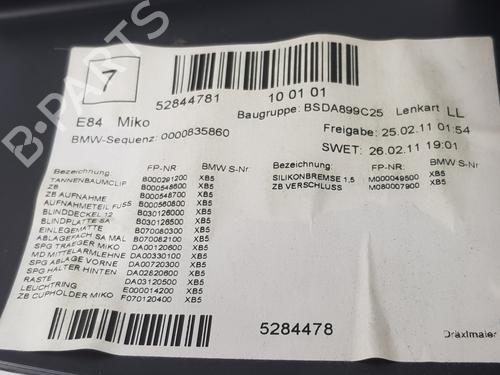 7
52844781
10 01 01
E84 Miko
Baugruppe: BSDA899C25 Lenkart LL
BMW-Sequenz: 0000835860
Freigabe: 25.02.11 01:54
SWET: 26.02.11 19:01
Bezeichnung FP-NR BMW S-Nr
TANNENBAUMCLIP B000291200 XB5
ZB B000548600 XB5
ZB AUFNAHME B000548700 XB5
AUFNAHMETEIL FUSS B000560800 XB5
BLINDDECKEL 12 B030126000 XB5
BLINDPLATTE SA B030126500 XB5
EINLEGEMATTE B070080300 XB5
ABLAGEFACH SA MAL B070082100 XB5
SPG TRAEGER MIKO DA00120600 XB5
MD MITTELARMLEHNE DA00330100 XB5
SPG ABLAGE VORNE DA00720300 XB5
SPG HALTER HINTEN DA02820600 XB5
RASTE DA03120500 XB5
LEUCHTRING E000014200 XB5
ZB CUPHOLDER MIKO F070120400 XB5
Bezeichnung FP-NR BMW S-Nr
SILIKONBREMSE 1,5 M000049500 XB5
ZB VERSCHLUSS M080007900 XB5
5284478
Dräxlmaier
B-PARTS